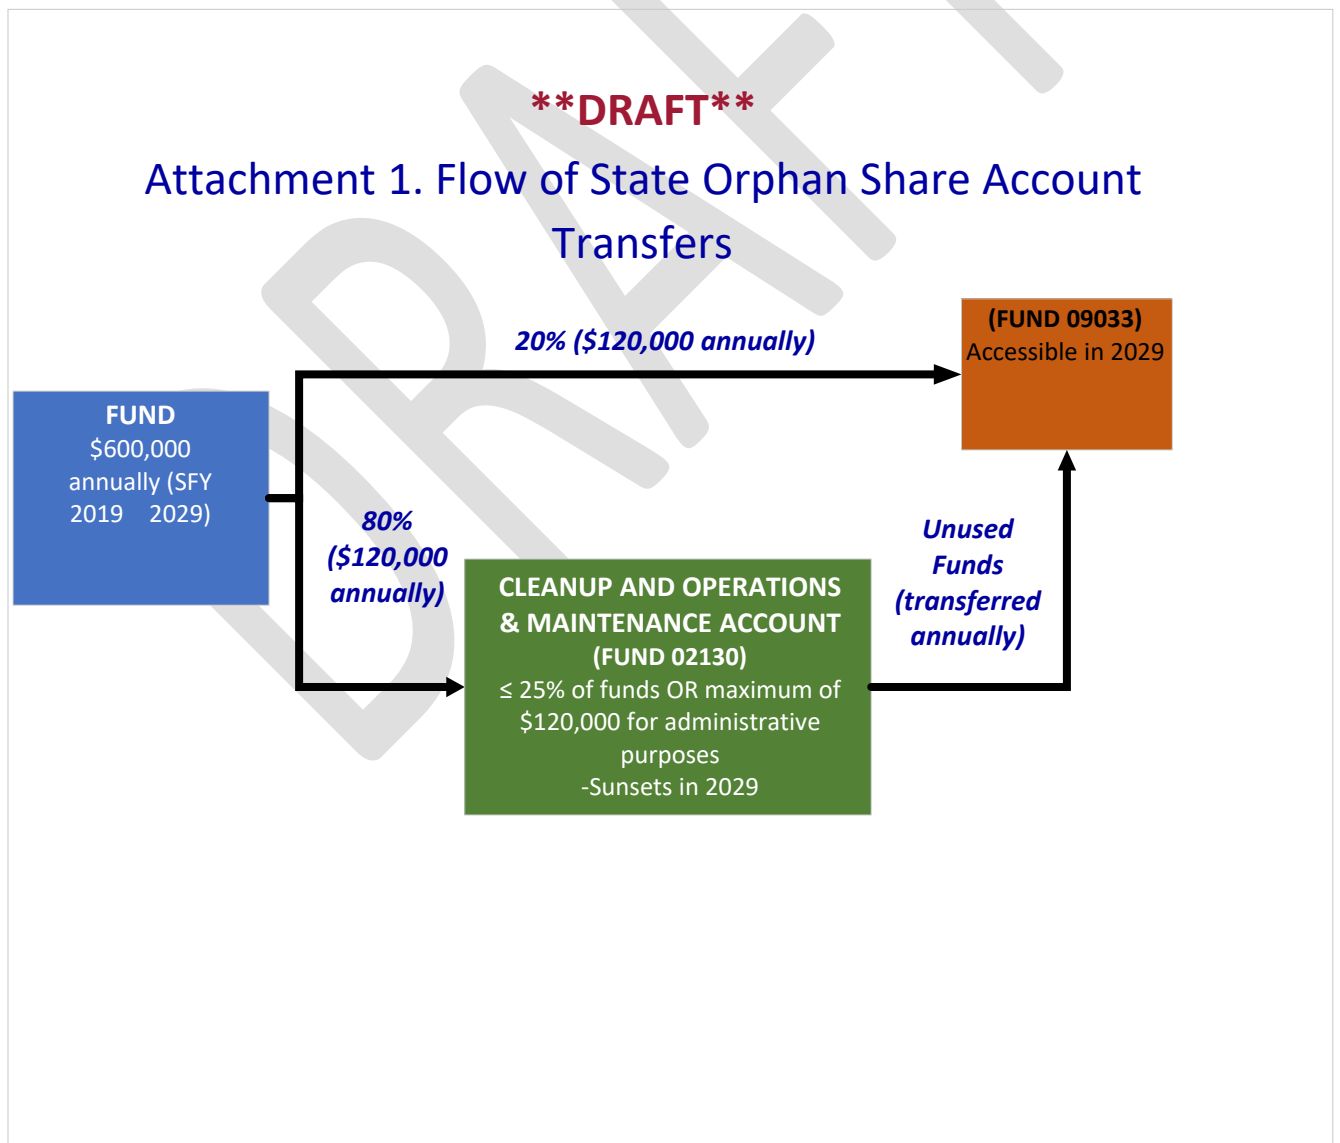 **DRAFT**
Attachment 1. Flow of State Orphan Share Account
Transfers
20% ($120,000 annually)
(FUND 09033)
Accessible in 2029
FUND
$600,000
annually (SFY
2019 2029)
80%
($120,000
annually)
CLEANUP AND OPERATIONS
& MAINTENANCE ACCOUNT
(FUND 02130)
≤ 25% of funds OR maximum of
$120,000 for administrative
purposes
-Sunsets in 2029
Unused
Funds
(transferred
annually)
DRAFT